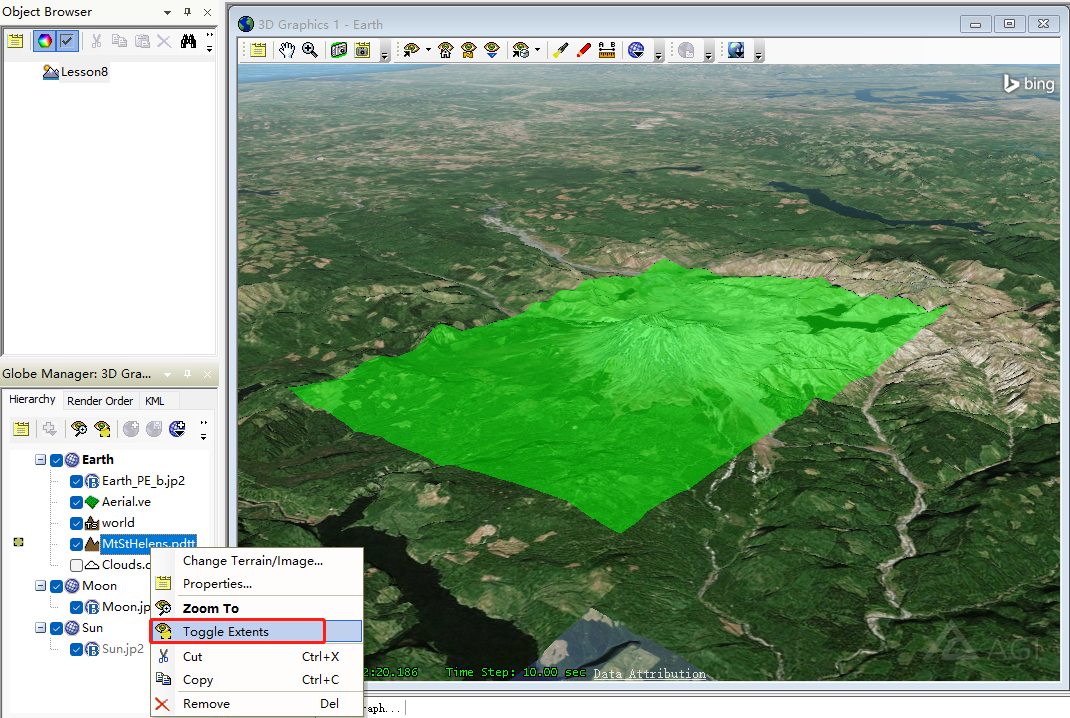 Object Browser
Lesson8
3D Graphics 1 - Earth
A B
bing
Globe Manager: 3D Gra...
Hierarchy
Render Order
KML
Earth
Earth_PE_b.jp2
Aerial.ve
world
MtStHelens.pdtt
Clouds.c
Moon
Moon.jp
Sun
Sun.jp2
Change Terrain/Image...
Properties...
Zoom To
Toggle Extents
Cut Ctrl+X
Copy Ctrl+C
Remove Del
2:20.186 Time Step: 10.00 sec Data Attribution
AGI
aph...